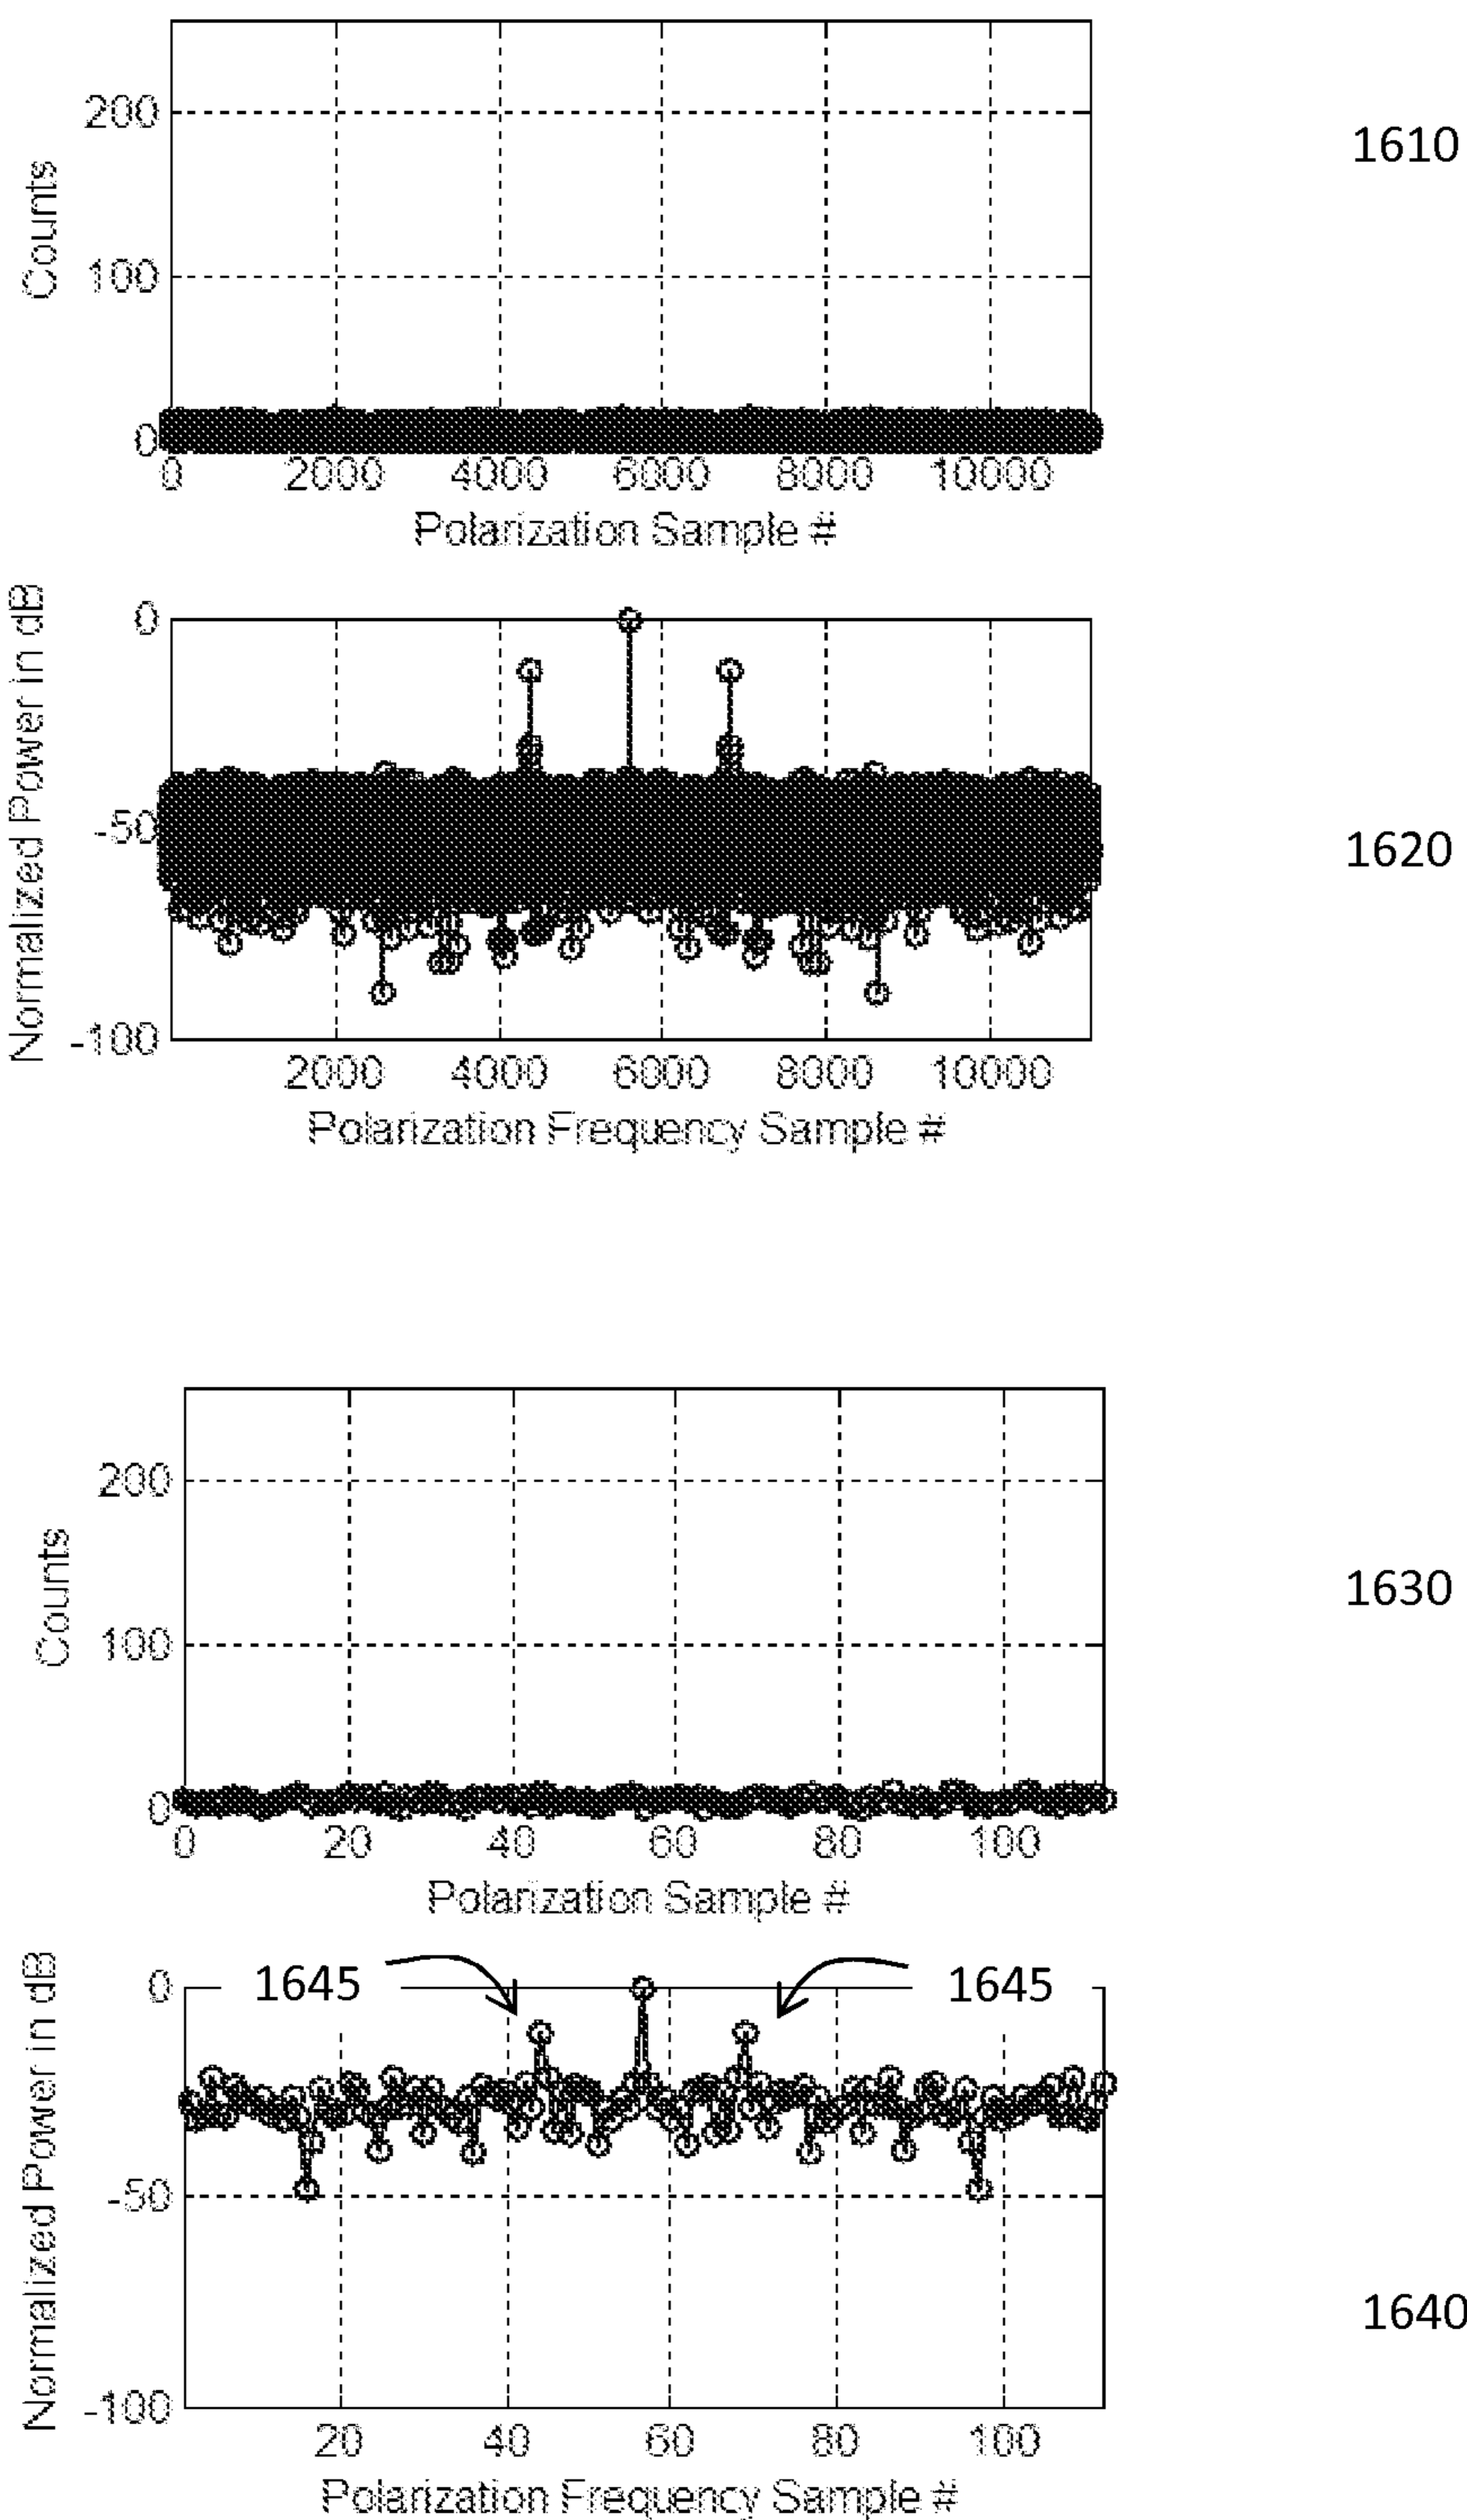 200
1610
Counts
100
0
0 2000 4000 6000 8000 10000
Polarization Sample #
0
Normalized Power in dB
-50
1620
-100
2000 4000 6000 8000 10000
Polarization Frequency Sample #
200
Counts
1630
100
0
0 20 40 60 80 100
Polarization Sample #
0
1645 1645
Normalized Power in dB
-50
1640
-100
20 40 60 80 100
Polarization Frequency Sample #